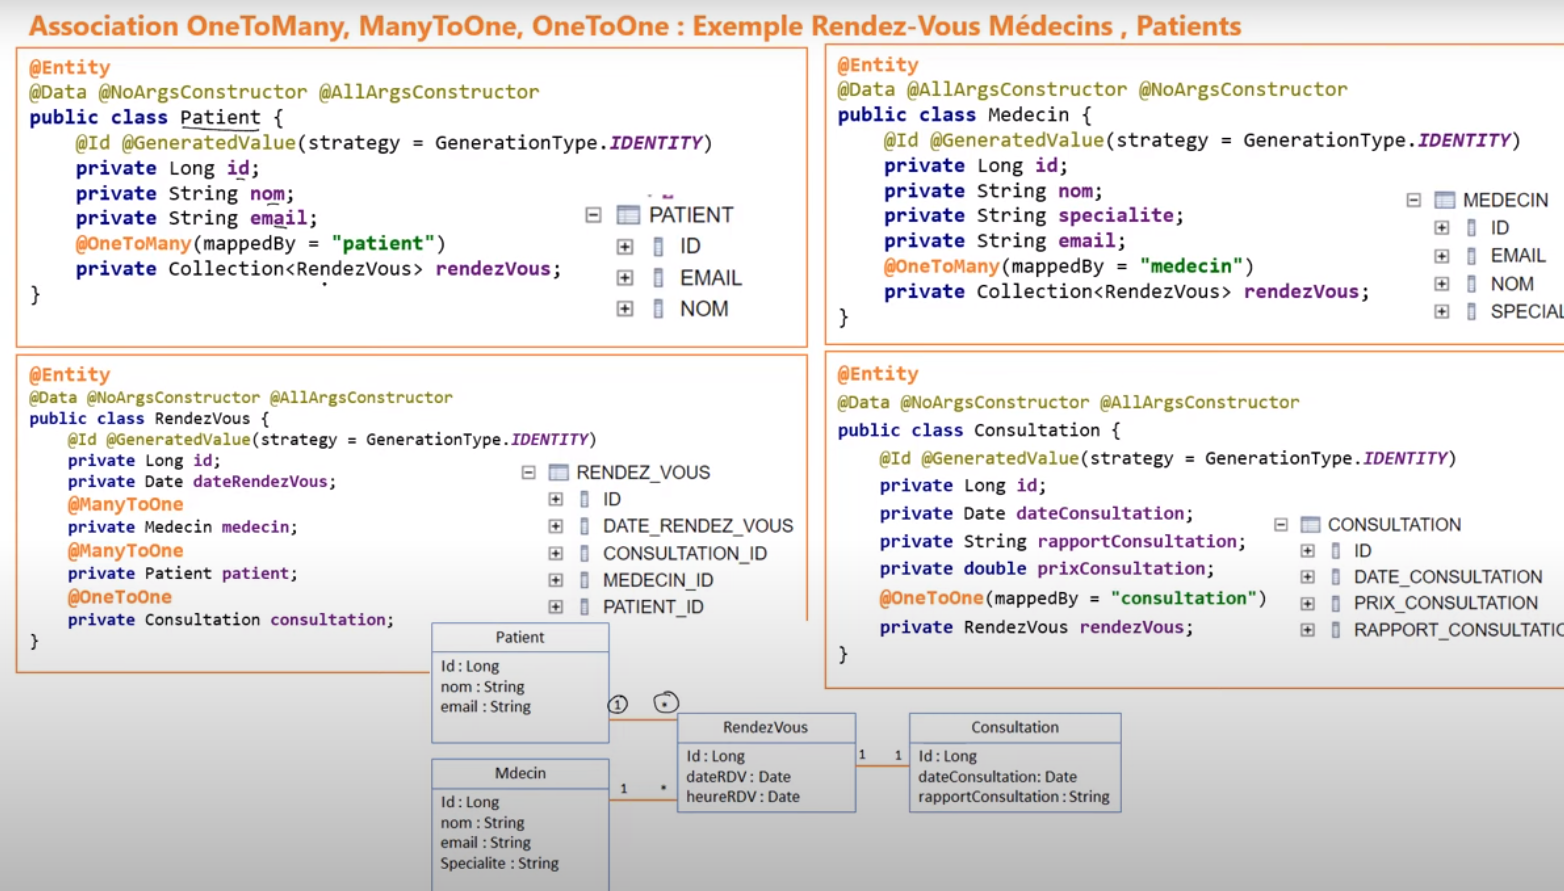 Association OneToMany, ManyToOne, OneToOne : Exemple Rendez-Vous Médecins , Patients
@Entity
@Data @NoArgsConstructor @AllArgsConstructor
public class Patient {
@Id @GeneratedValue(strategy = GenerationType.IDENTITY)
private Long id;
private String nom;
private String email;
@OneToMany(mappedBy = "patient")
private Collection<RendezVous> rendezVous;
}
PATIENT
ID
EMAIL
NOM
@Entity
@Data @AllArgsConstructor @NoArgsConstructor
public class Medecin {
@Id @GeneratedValue(strategy = GenerationType.IDENTITY)
private Long id;
private String nom;
private String specialite;
private String email;
@OneToMany(mappedBy = "medecin")
private Collection<RendezVous> rendezVous;
}
MEDECIN
ID
EMAIL
NOM
SPECIAL
@Entity
@Data @NoArgsConstructor @AllArgsConstructor
public class RendezVous {
@Id @GeneratedValue(strategy = GenerationType.IDENTITY)
private Long id;
private Date dateRendezVous;
@ManyToOne
private Medecin medecin;
@ManyToOne
private Patient patient;
@OneToOne
private Consultation consultation;
}
RENDEZ_VOUS
ID
DATE_RENDEZ_VOUS
CONSULTATION_ID
MEDECIN_ID
PATIENT_ID
@Entity
@Data @NoArgsConstructor @AllArgsConstructor
public class Consultation {
@Id @GeneratedValue(strategy = GenerationType.IDENTITY)
private Long id;
private Date dateConsultation;
private String rapportConsultation;
private double prixConsultation;
@OneToOne(mappedBy = "consultation")
private RendezVous rendezVous;
}
CONSULTATION
ID
DATE_CONSULTATION
PRIX_CONSULTATION
RAPPORT_CONSULTATIO
Patient
Id : Long
nom : String
email : String
1 *
Mdecin
Id : Long
nom : String
email : String
Specialite : String
1 *
RendezVous
Id : Long
dateRDV : Date
heureRDV : Date
1 1
Consultation
Id : Long
dateConsultation: Date
rapportConsultation : String